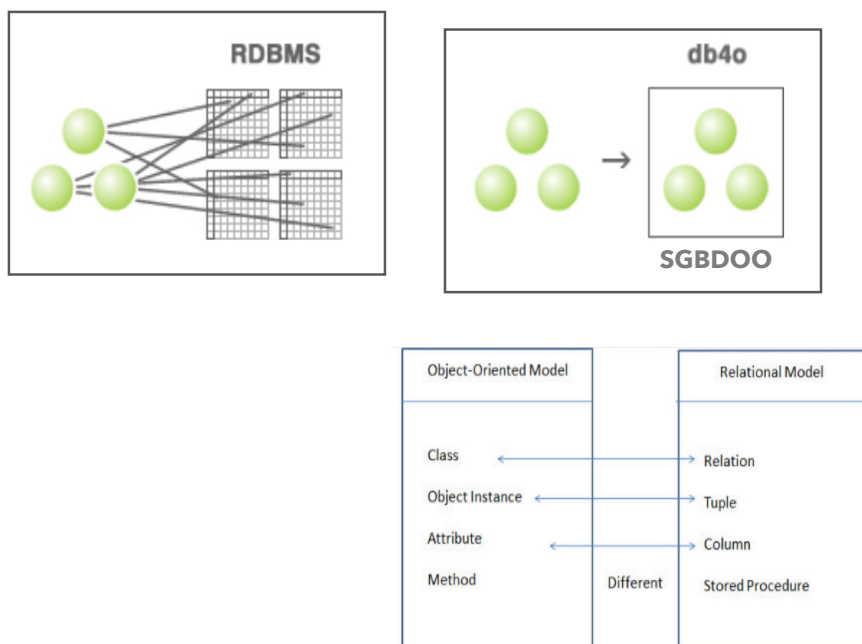 RDBMS
db4o
SGBDOO
Object-Oriented Model
Relational Model
Class
Relation
Object Instance
Tuple
Attribute
Column
Method
Different
Stored Procedure